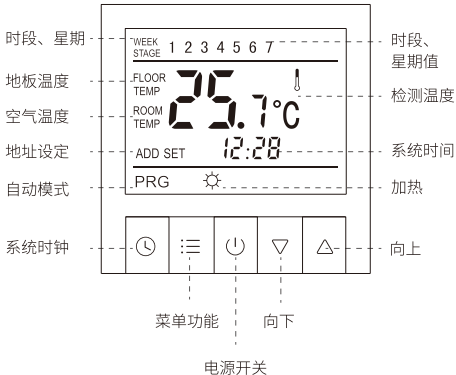 时段、星期
WEEK
STAGE
1 2 3 4 5 6 7
时段、
星期值
地板温度
FLOOR
TEMP
25.7℃
检测温度
空气温度
ROOM
TEMP
地址设定
ADD SET
12:28
系统时间
自动模式
PRG
加热
系统时钟
向上
菜单功能
向下
电源开关